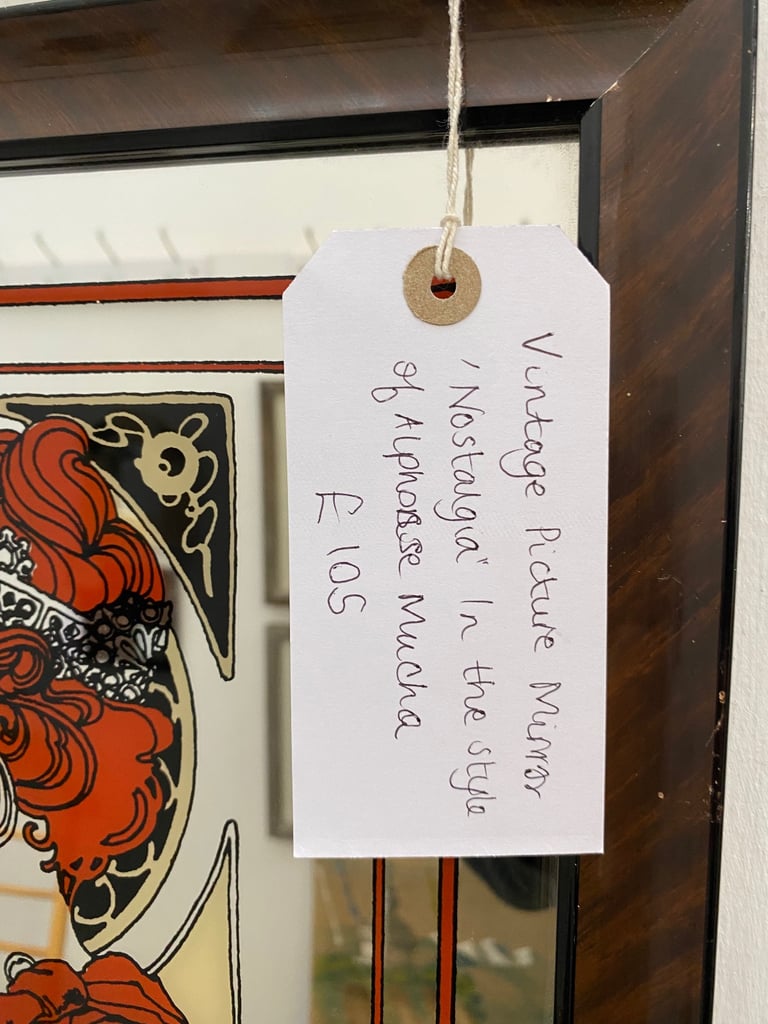 Vintage Picture Mirror
'Nostalgia" In the style
of Alphonse Mucha
£105